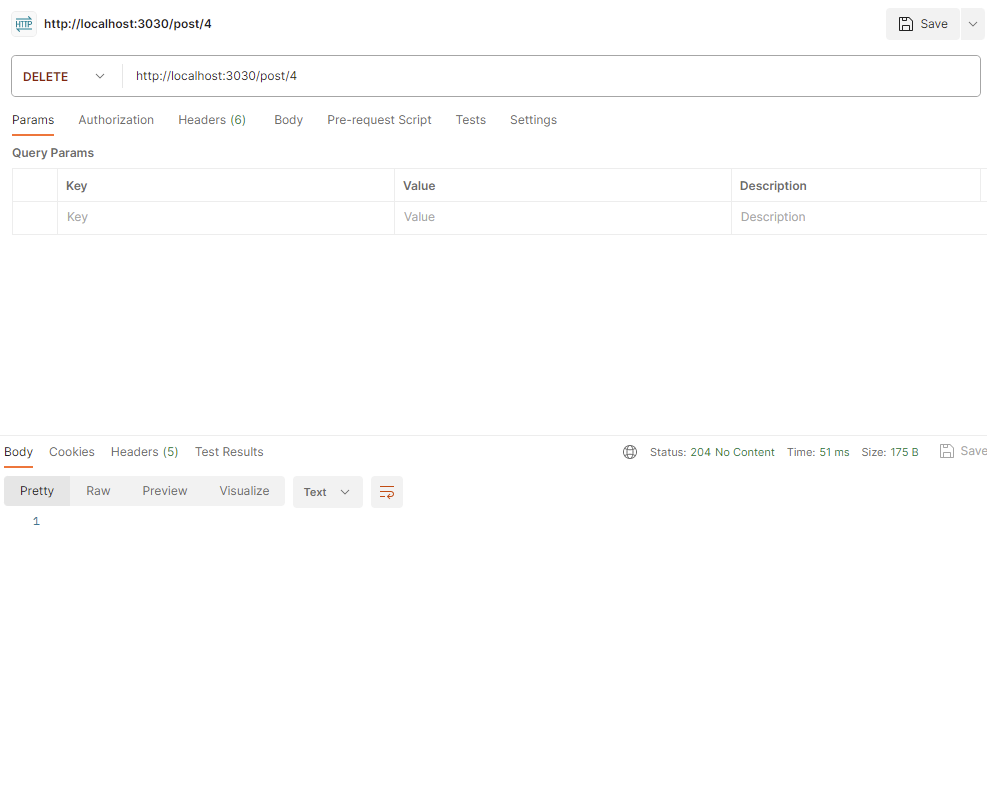 HTTP http://localhost:3030/post/4 Save
DELETE http://localhost:3030/post/4
Params Authorization Headers (6) Body Pre-request Script Tests Settings
Query Params
Key Value Description
Key Value Description
Body Cookies Headers (5) Test Results Status: 204 No Content Time: 51 ms Size: 175 B Save
Pretty Raw Preview Visualize Text
1